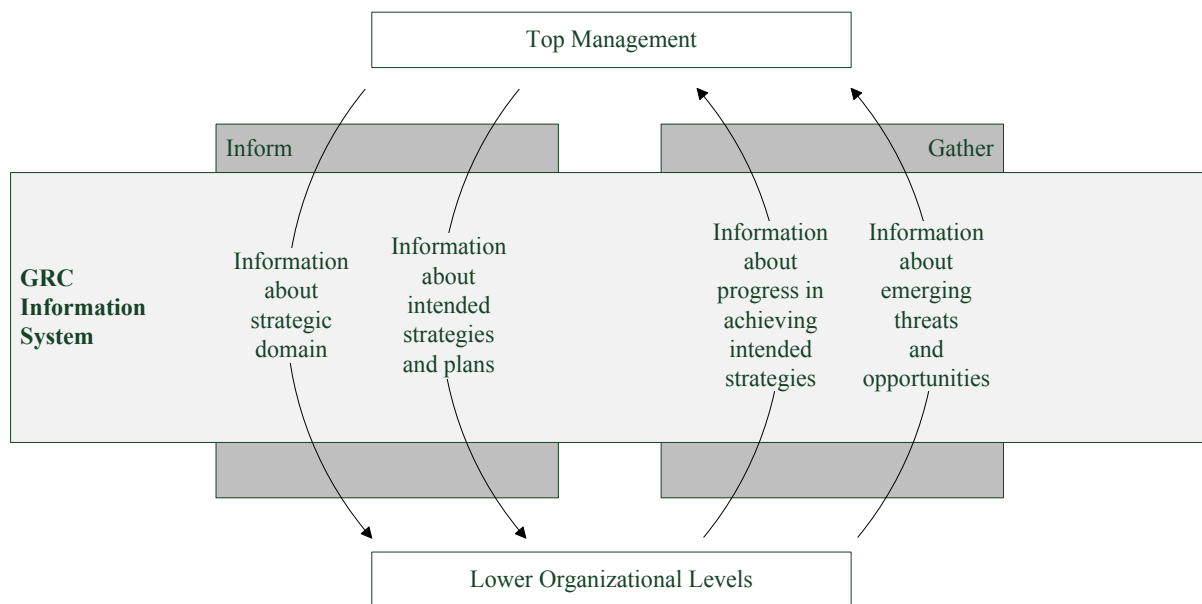 Top Management
Inform
Gather
GRC
Information
System
Information
about
strategic
domain
Information
about
intended
strategies
and plans
Information
about
progress in
achieving
intended
strategies
Information
about
emerging
threats
and
opportunities
Lower Organizational Levels